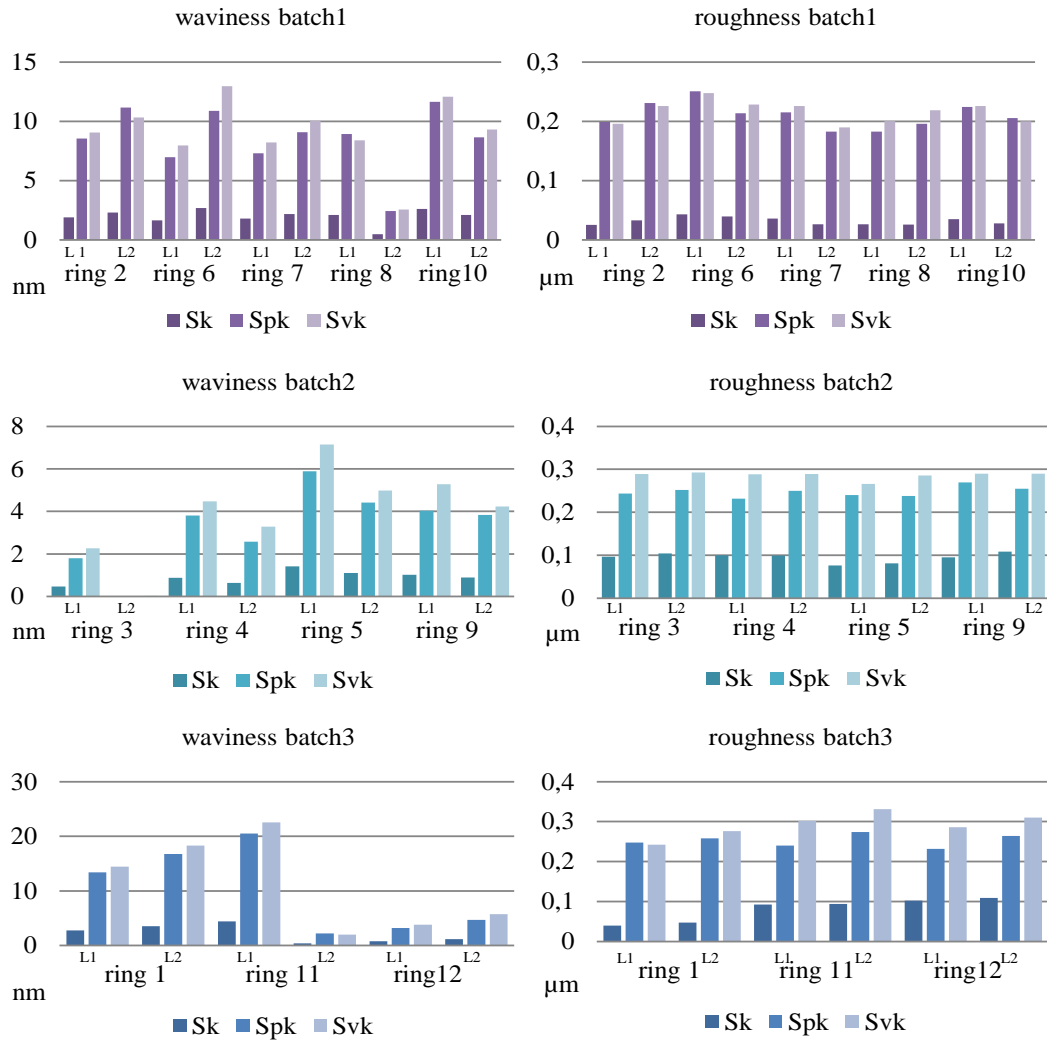 waviness batch1
15
10
5
0
L 1 L2 L1 L2 L1 L2 L1 L2 L1 L2
ring 2 ring 6 ring 7 ring 8 ring10
nm
Sk Spk Svk
roughness batch1
0,3
0,2
0,1
0
L 1 L2 L1 L2 L1 L2 L1 L2 L1 L2
ring 2 ring 6 ring 7 ring 8 ring10
µm
Sk Spk Svk
waviness batch2
8
6
4
2
0
L1 L2 L1 L2 L1 L2 L1 L2
nm ring 3 ring 4 ring 5 ring 9
Sk Spk Svk
roughness batch2
0,4
0,3
0,2
0,1
0
L1 L2 L1 L2 L1 L2 L1 L2
µm ring 3 ring 4 ring 5 ring 9
Sk Spk Svk
waviness batch3
30
20
10
0
L1 L2 L1 L2 L1 L2
ring 1 ring 11 ring12
nm
Sk Spk Svk
roughness batch3
0,4
0,3
0,2
0,1
0
L1 L2 L1 L2 L1 L2
ring 1 ring 11 ring12
µm
Sk Spk Svk